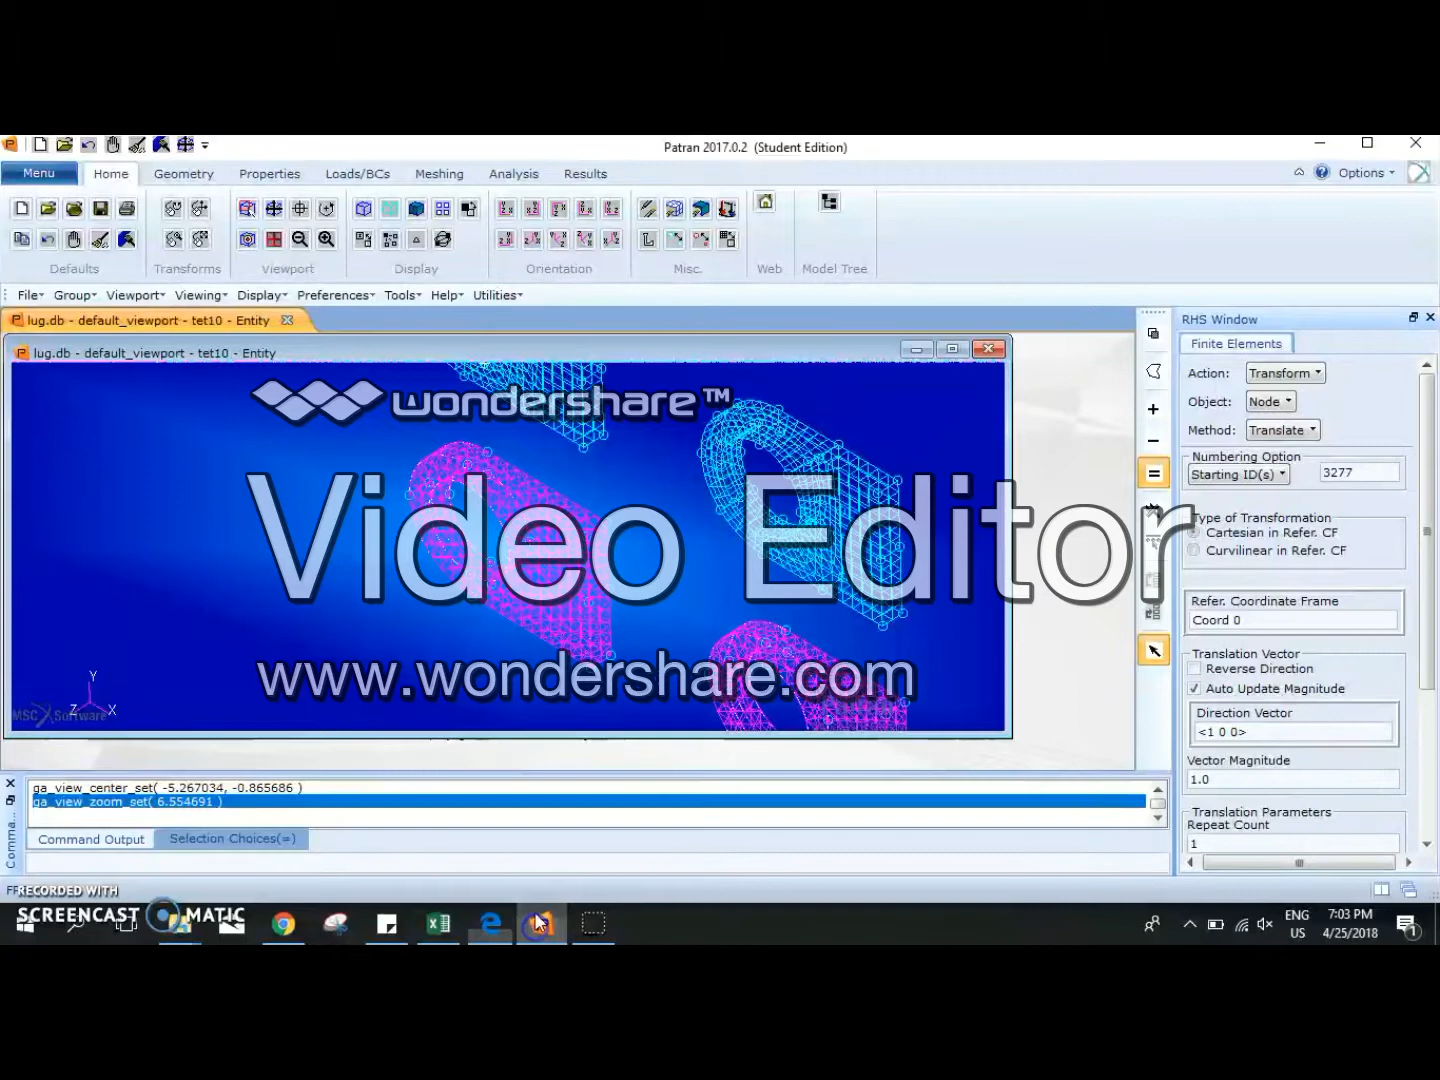 Patran 2017.0.2 (Student Edition)
Menu Home Geometry Properties Loads/BCs Meshing Analysis Results Options
Defaults Transforms Viewport Display Orientation Misc. Web Model Tree
File Group Viewport Viewing Display Preferences Tools Help Utilities
lug.db - default_viewport - tet10 - Entity
RHS Window
lug.db - default_viewport - tet10 - Entity
Finite Elements
Action: Transform
Object: Node
Method: Translate
Numbering Option
Starting ID(s) 3277
Type of Transformation
Cartesian in Refer. CF
Curvilinear in Refer. CF
Refer. Coordinate Frame
Coord 0
Translation Vector
Reverse Direction
Auto Update Magnitude
Direction Vector
<1 0 0>
Vector Magnitude
1.0
Translation Parameters
Repeat Count
1
wondershare™
Video Editor
www.wondershare.com
Y
Z X
MSC Software
ga_view_center_set( -5.267034, -0.865686 )
ga_view_zoom_set( 6.554691 )
Command Output Selection Choices(=)
Comma...
RECORDED WITH
SCREENCAST MATIC
ENG
US
7:03 PM
4/25/2018
1